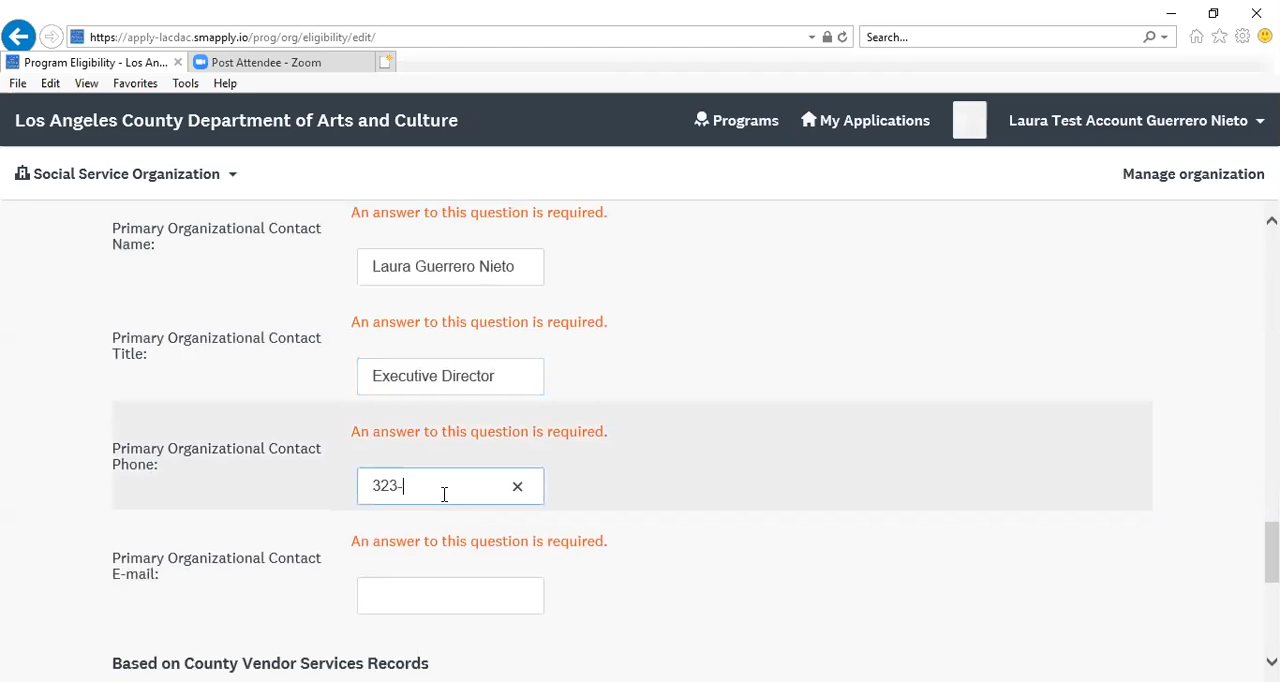 https://apply-lacdac.smapply.io/prog/org/eligibility/edit/
Search...
Program Eligibility - Los An...
Post Attendee - Zoom
File Edit View Favorites Tools Help
Los Angeles County Department of Arts and Culture
Programs
My Applications
Laura Test Account Guerrero Nieto
Social Service Organization
Manage organization
An answer to this question is required.
Primary Organizational Contact
Name:
Laura Guerrero Nieto
An answer to this question is required.
Primary Organizational Contact
Title:
Executive Director
An answer to this question is required.
Primary Organizational Contact
Phone:
323-
An answer to this question is required.
Primary Organizational Contact
E-mail:
Based on County Vendor Services Records